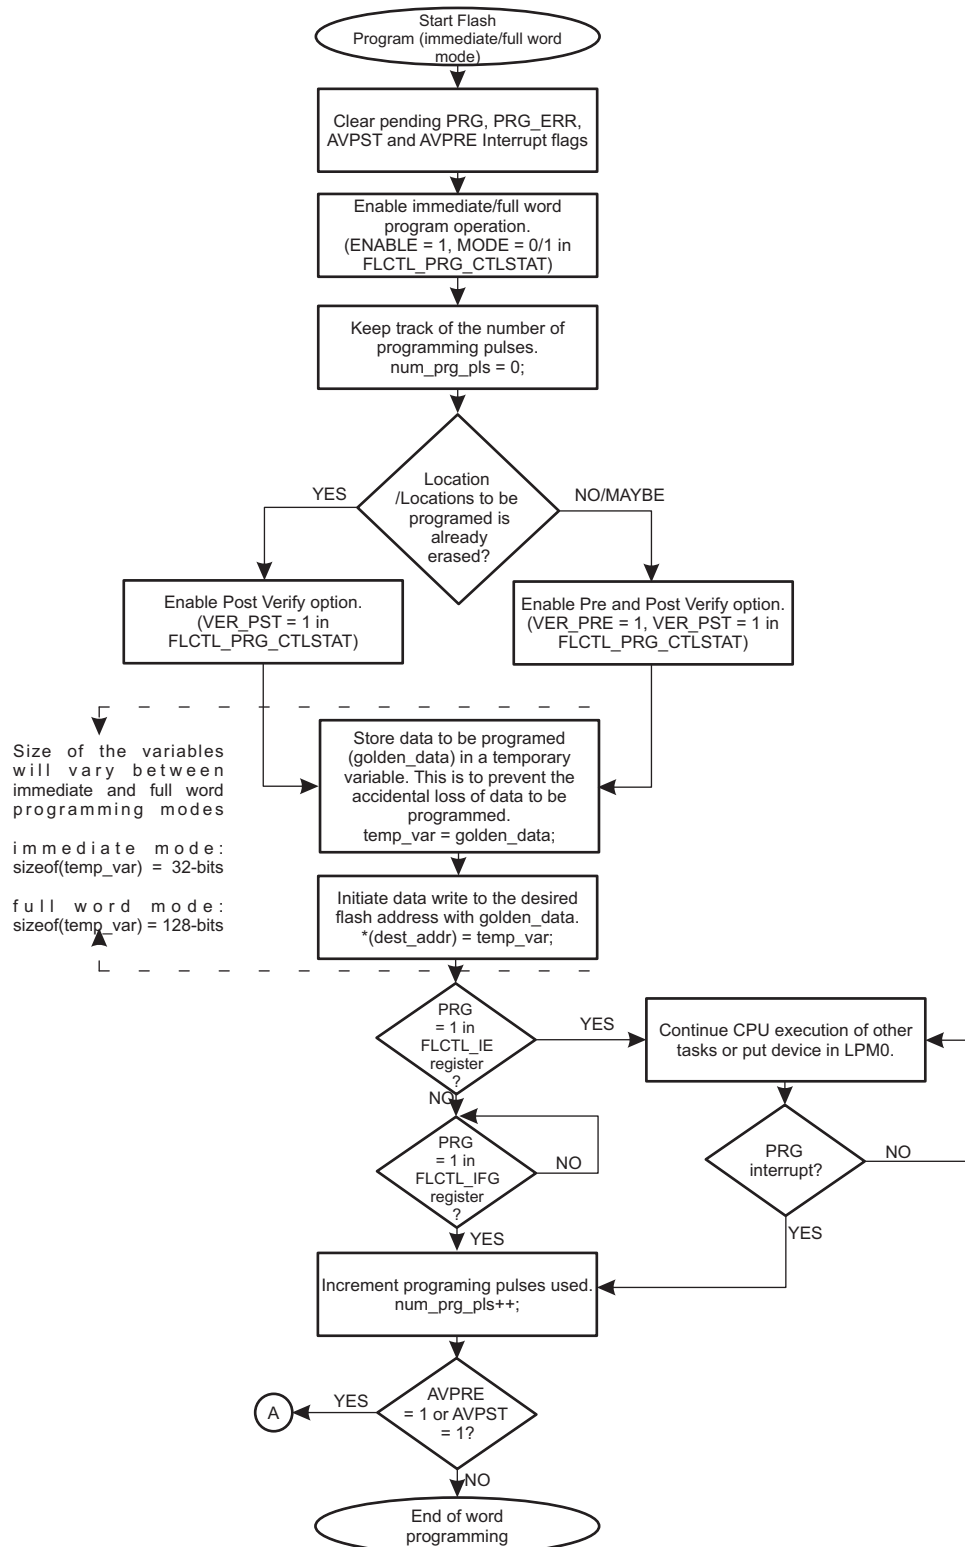 Start Flash
Program (immediate/full word
mode)
Clear pending PRG, PRG_ERR,
AVPST and AVPRE Interrupt flags
Enable immediate/full word
program operation.
(ENABLE = 1, MODE = 0/1 in
FLCTL_PRG_CTLSTAT)
Keep track of the number of
programming pulses.
num_prg_pls = 0;
Location
/Locations to be
programed is
already
erased?
YES
NO/MAYBE
Enable Post Verify option.
(VER_PST = 1 in
FLCTL_PRG_CTLSTAT)
Enable Pre and Post Verify option.
(VER_PRE = 1, VER_PST = 1 in
FLCTL_PRG_CTLSTAT)
Size of the variables
will vary between
immediate and full word
programming modes
immediate mode:
sizeof(temp_var) = 32-bits
full word mode:
sizeof(temp_var) = 128-bits
Store data to be programed
(golden_data) in a temporary
variable. This is to prevent the
accidental loss of data to be
programmed.
temp_var = golden_data;
Initiate data write to the desired
flash address with golden_data.
*(dest_addr) = temp_var;
PRG
= 1 in
FLCTL_IE
register
?
YES
NO
Continue CPU execution of other
tasks or put device in LPM0.
PRG
= 1 in
FLCTL_IFG
register
?
NO
YES
PRG
interrupt?
NO
YES
Increment programing pulses used.
num_prg_pls++;
AVPRE
= 1 or AVPST
= 1?
YES
A
NO
End of word
programming